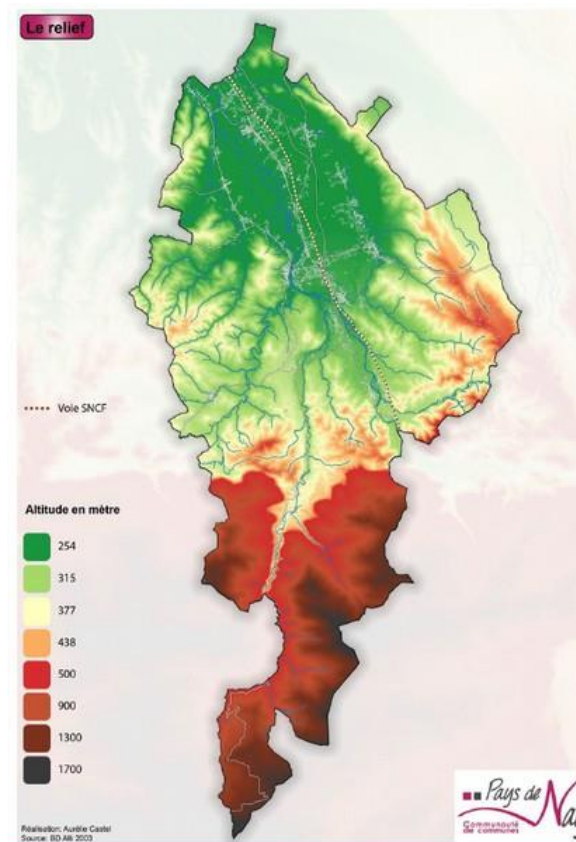 Le relief
Voie SNCF
Altitude en mètre
254
315
377
438
500
900
1300
1700
Réalisation: Aurélie Castel
Source: BD Alti 2003
Pays de Nay
Communauté
de communes